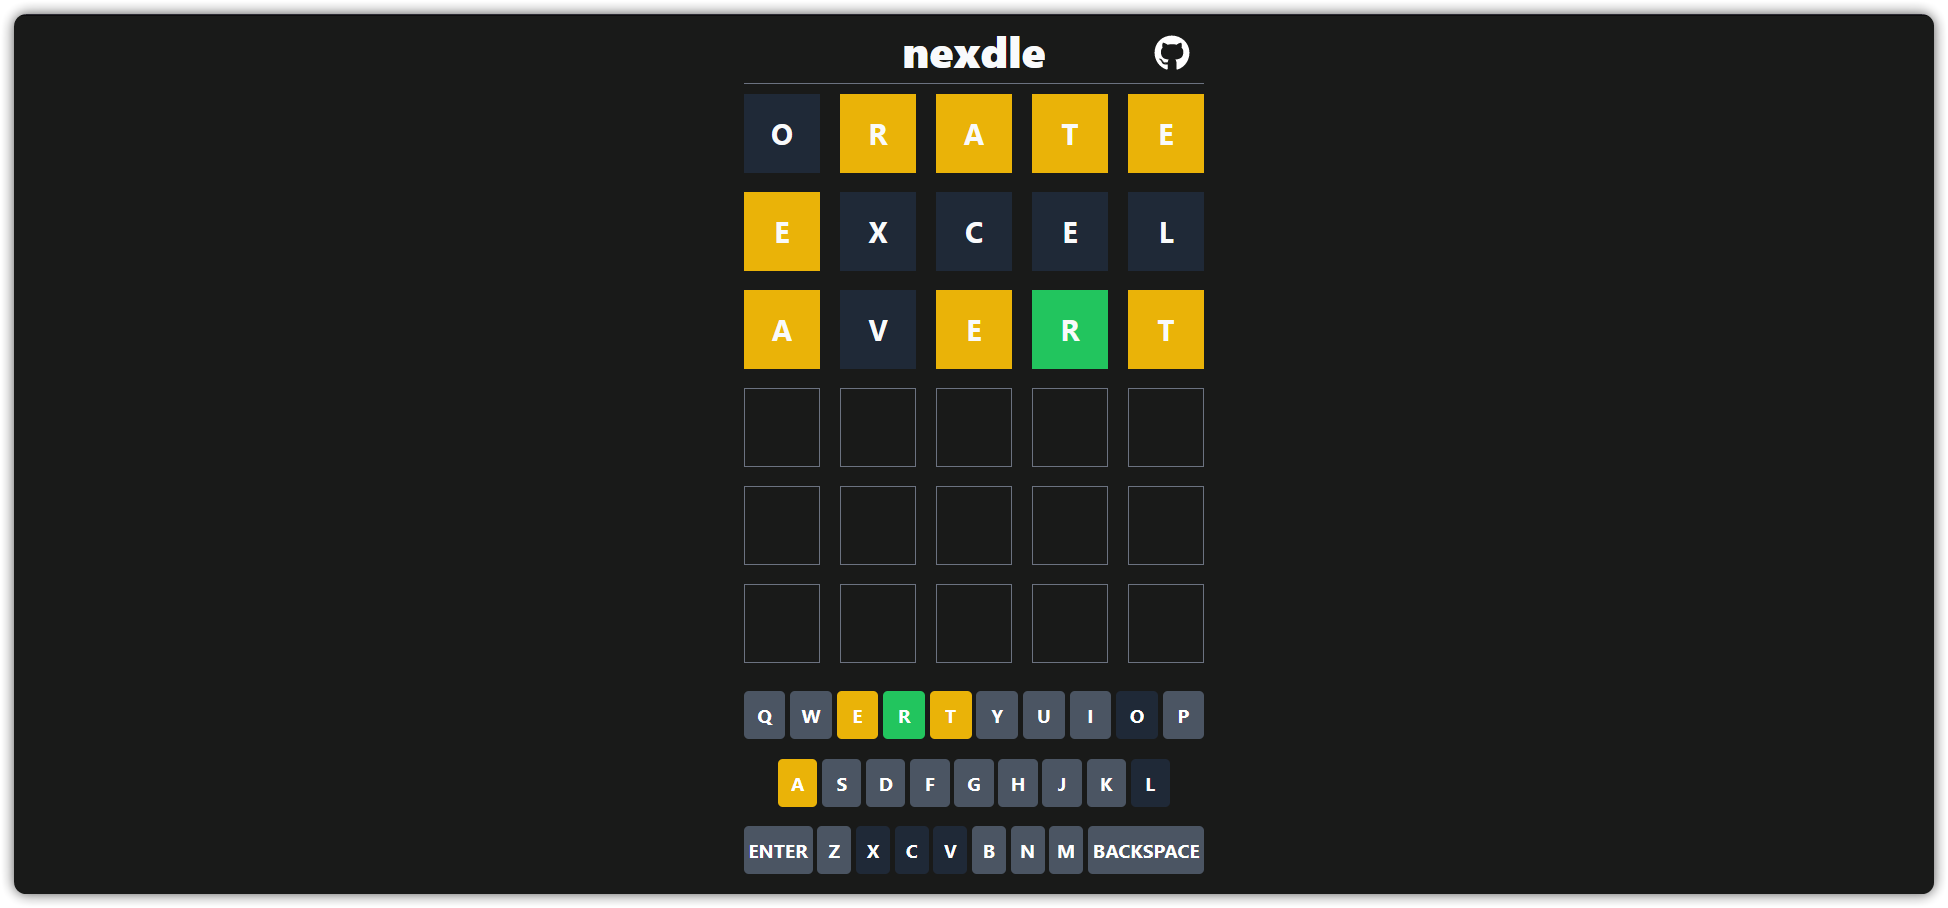 nexdle
O R A T E
E X C E L
A V E R T
Q W E R T Y U I O P
A S D F G H J K L
ENTER Z X C V B N M BACKSPACE